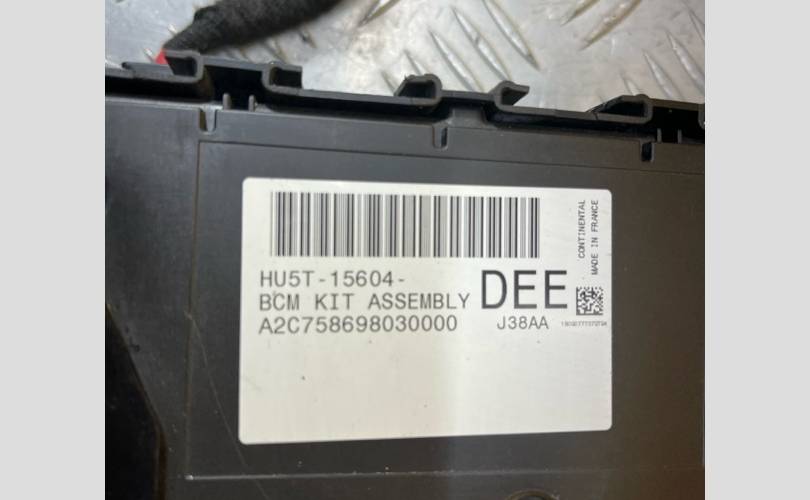 HU5T-15604-
BCM KIT ASSEMBLY
DEE
A2C758698030000
J38AA
CONTINENTAL
MADE IN FRANCE